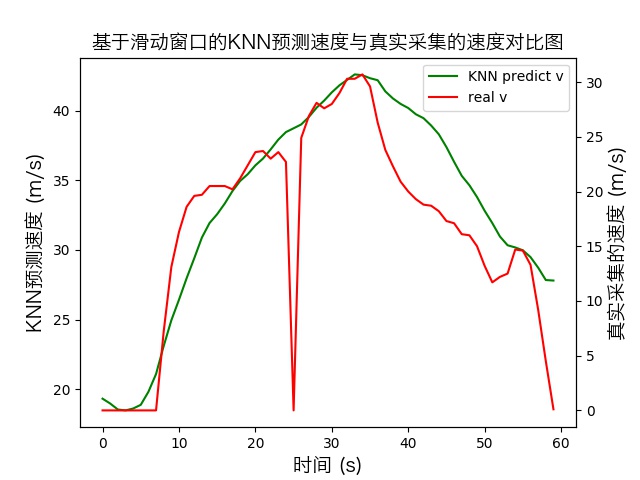 基于滑动窗口的KNN预测速度与真实采集的速度对比图
KNN predict v
real v
KNN预测速度 (m/s)
40
35
30
25
20
30
25
20
15
10
5
0
真实采集的速度 (m/s)
0 10 20 30 40 50 60
时间 (s)